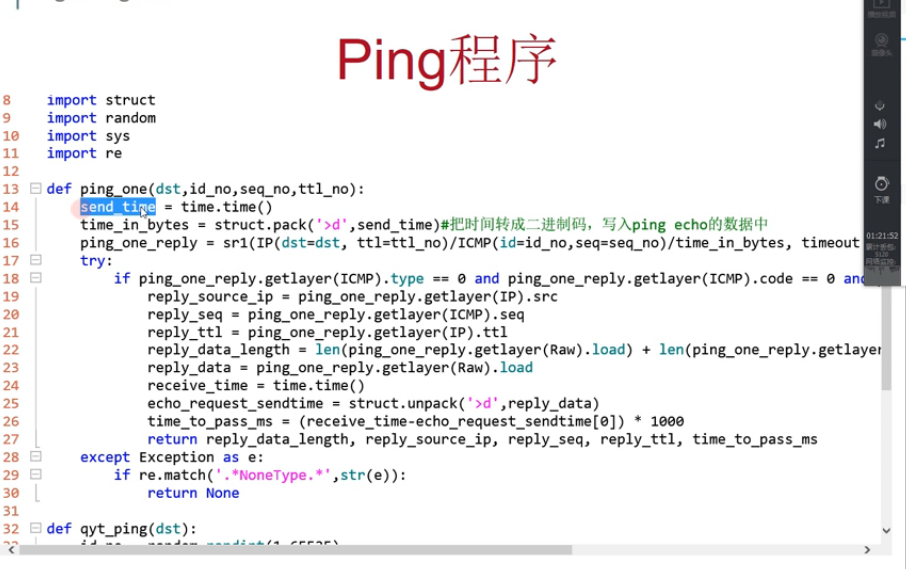 Ping程序
8 import struct
9 import random
10 import sys
11 import re
12
13 def ping_one(dst,id_no,seq_no,ttl_no):
14 send_time = time.time()
15 time_in_bytes = struct.pack('>d',send_time)#把时间转成二进制码，写入ping echo的数据中
16 ping_one_reply = sr1(IP(dst=dst, ttl=ttl_no)/ICMP(id=id_no,seq=seq_no)/time_in_bytes, timeout
17 try:
18 if ping_one_reply.getlayer(ICMP).type == 0 and ping_one_reply.getlayer(ICMP).code == 0 and
19 reply_source_ip = ping_one_reply.getlayer(IP).src
20 reply_seq = ping_one_reply.getlayer(ICMP).seq
21 reply_ttl = ping_one_reply.getlayer(IP).ttl
22 reply_data_length = len(ping_one_reply.getlayer(Raw).load) + len(ping_one_reply.getlayer
23 reply_data = ping_one_reply.getlayer(Raw).load
24 receive_time = time.time()
25 echo_request_sendtime = struct.unpack('>d',reply_data)
26 time_to_pass_ms = (receive_time-echo_request_sendtime[0]) * 1000
27 return reply_data_length, reply_source_ip, reply_seq, reply_ttl, time_to_pass_ms
28 except Exception as e:
29 if re.match('.*NoneType.*',str(e)):
30 return None
31
32 def qyt_ping(dst):
下课
01:21:52